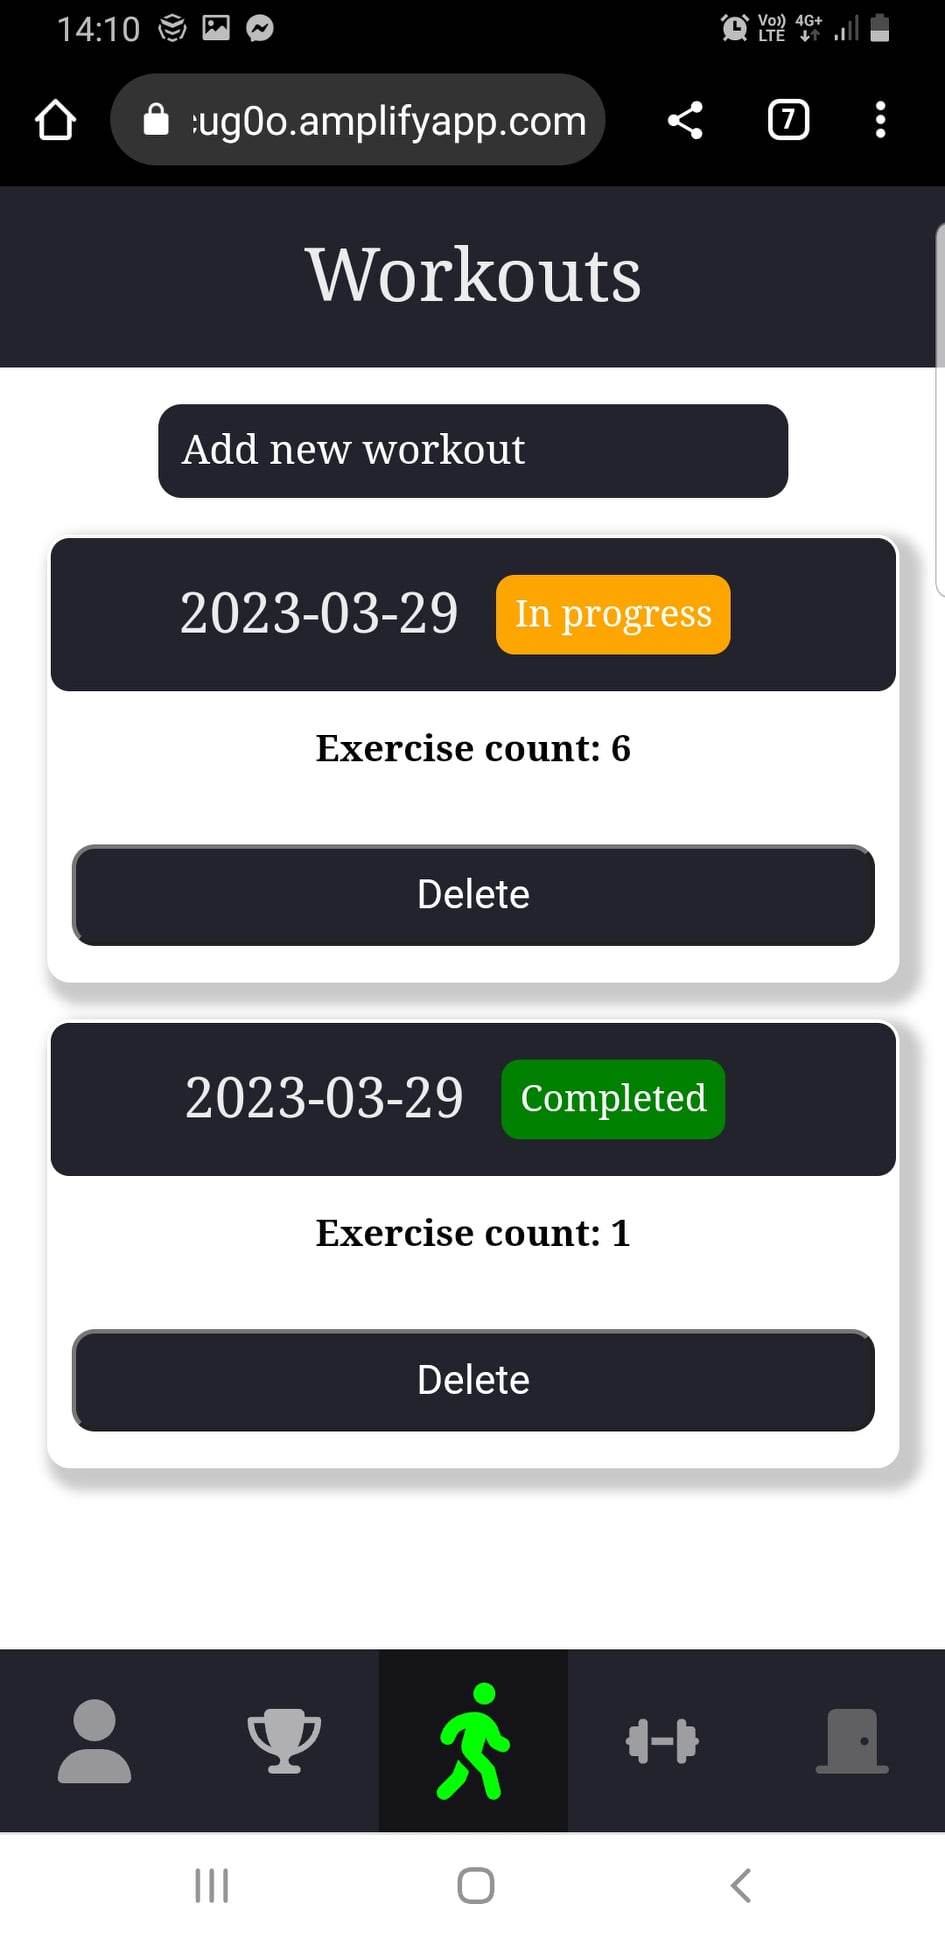 14:10
Vo)) LTE 4G+
:ug0o.amplifyapp.com
7
Workouts
Add new workout
2023-03-29 In progress
Exercise count: 6
Delete
2023-03-29 Completed
Exercise count: 1
Delete